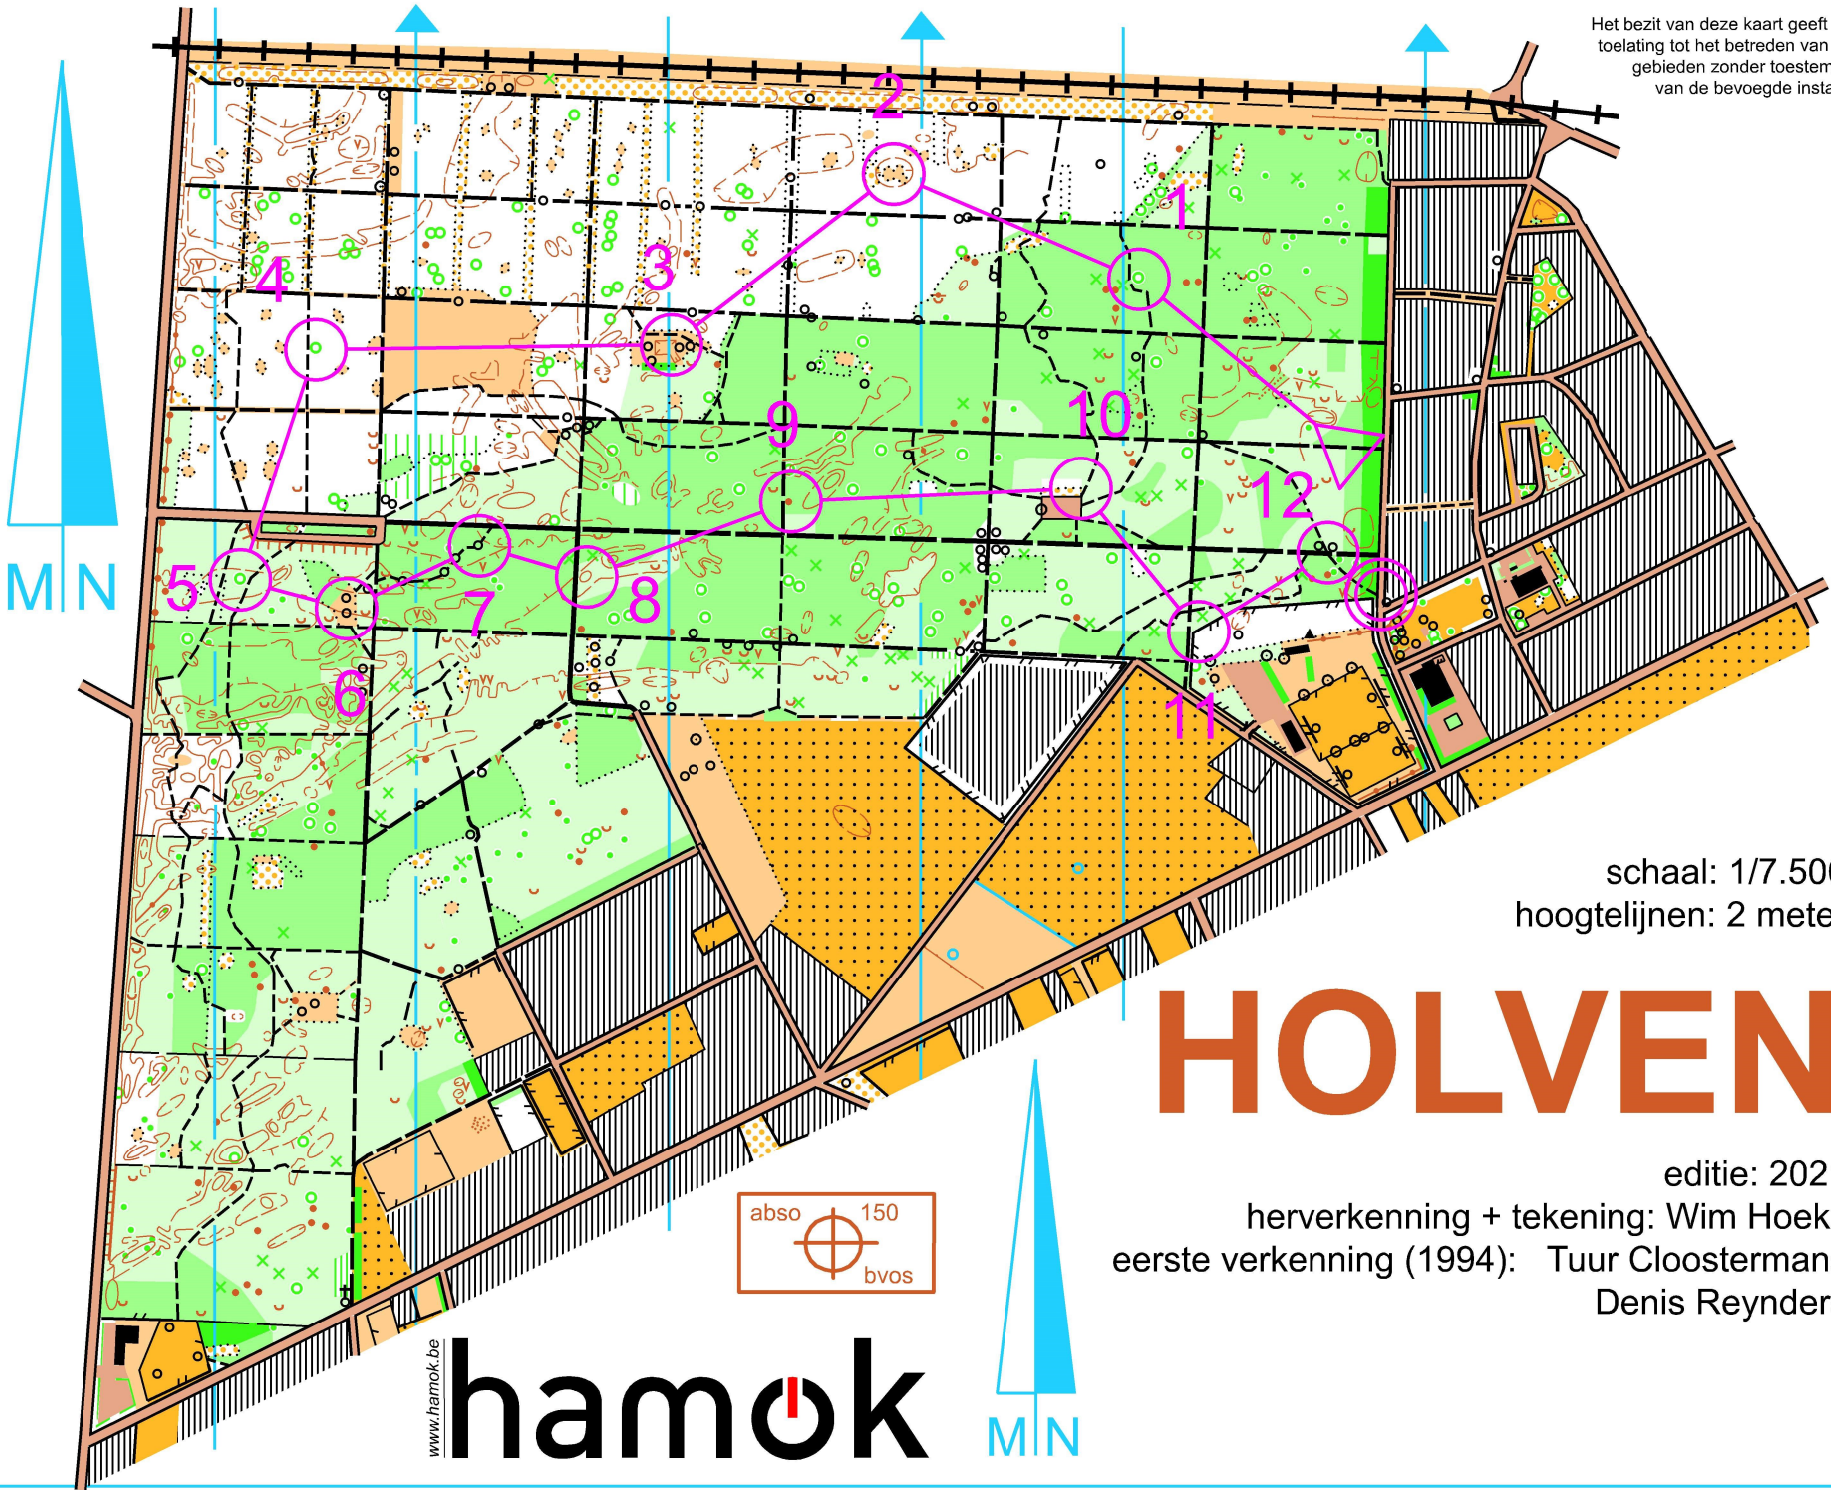 Het bezit van deze kaart geeft
toelating tot het betreden van
gebieden zonder toestem
van de bevoegde insta
2
1
3
4
9
10
12
5
7
8
6
11
M N
schaal: 1/7.500
hoogtelijnen: 2 mete
HOLVEN
editie: 202
herverkenning + tekening: Wim Hoek
eerste verkenning (1994): Tuur Cloosterman
Denis Reynder
abso 150
bvos
www.hamok.be
hamok
M N